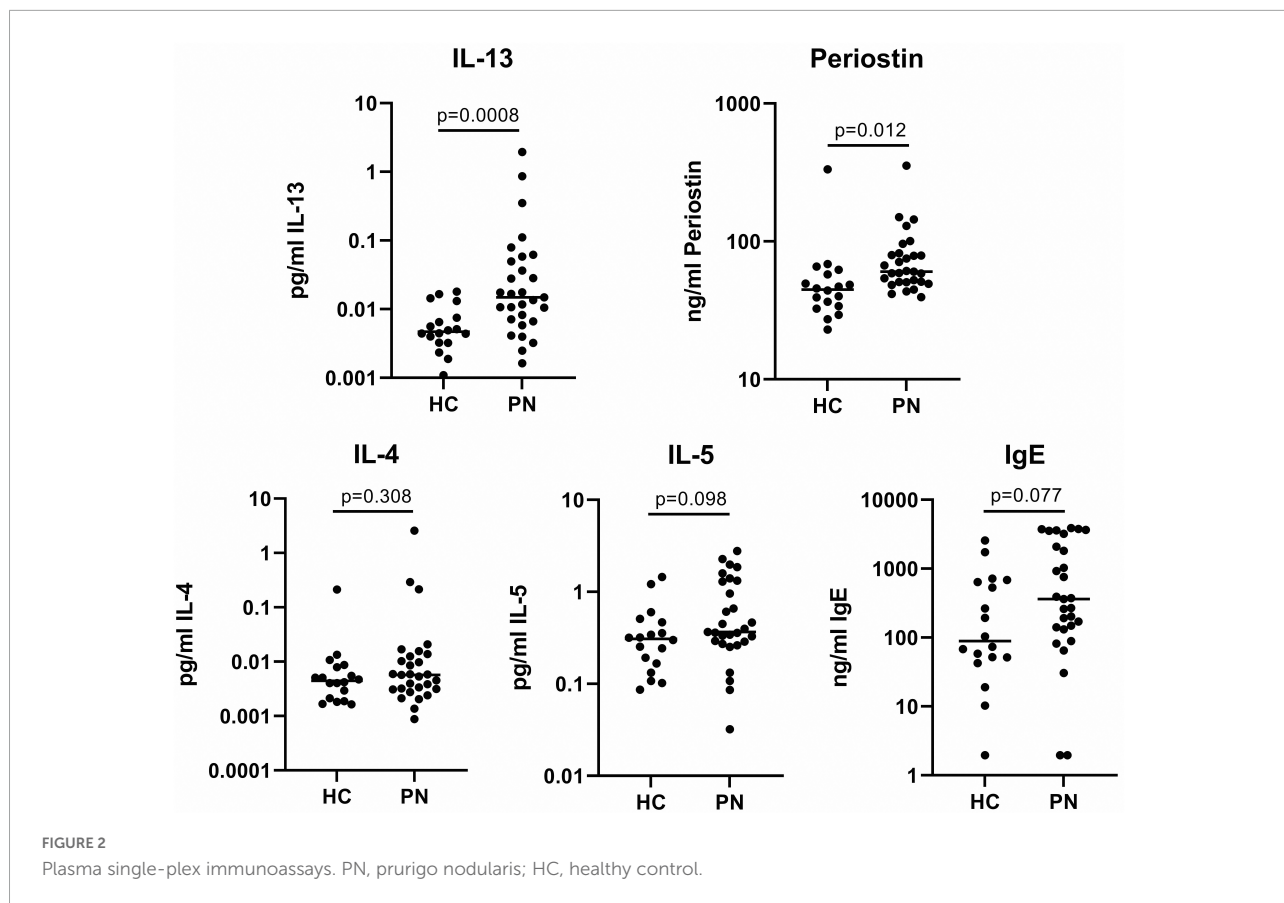 IL-13
p=0.0008
pg/ml IL-13
10
1
0.1
0.01
0.001
HC PN
Periostin
p=0.012
ng/ml Periostin
1000
100
10
HC PN
IL-4
p=0.308
pg/ml IL-4
10
1
0.1
0.01
0.001
0.0001
HC PN
IL-5
p=0.098
pg/ml IL-5
10
1
0.1
0.01
HC PN
IgE
p=0.077
ng/ml IgE
10000
1000
100
10
1
HC PN
FIGURE 2
Plasma single-plex immunoassays. PN, prurigo nodularis; HC, healthy control.